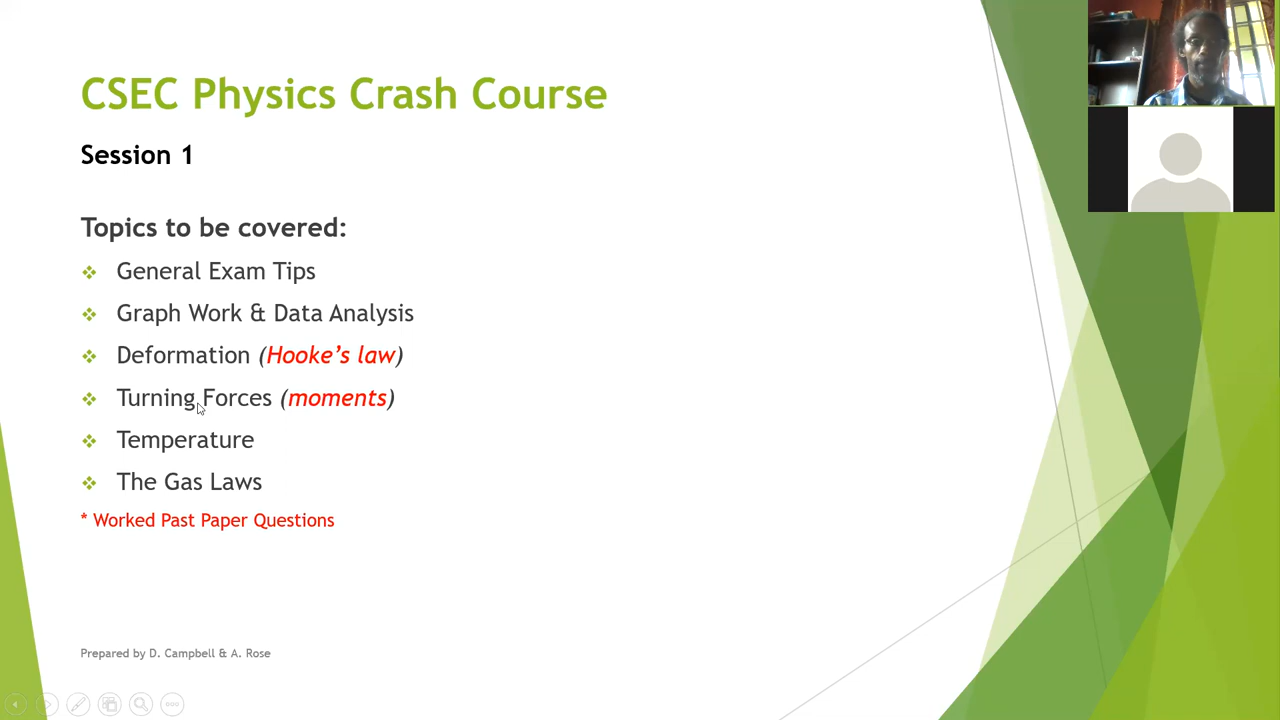 CSEC Physics Crash Course
Session 1
Topics to be covered:
General Exam Tips
Graph Work & Data Analysis
Deformation (Hooke’s law)
Turning Forces (moments)
Temperature
The Gas Laws
* Worked Past Paper Questions
Prepared by D. Campbell & A. Rose